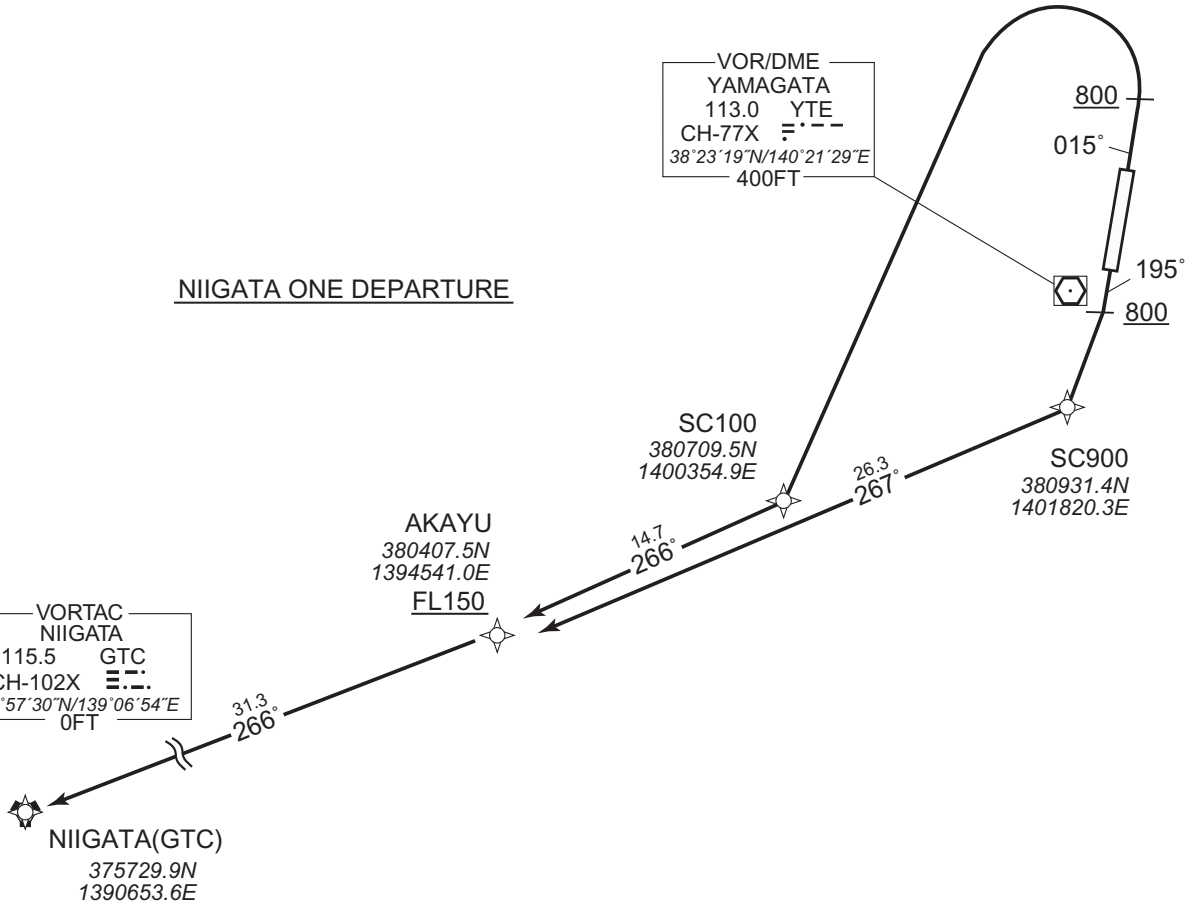 VOR/DME
YAMAGATA
113.0 YTE
CH-77X
38°23′19″N/140°21′29″E
400FT
800
015°
195°
800
NIIGATA ONE DEPARTURE
SC100
380709.5N
1400354.9E
SC900
380931.4N
1401820.3E
26.3
267°
14.7
266°
AKAYU
380407.5N
1394541.0E
FL150
VORTAC
NIIGATA
115.5 GTC
CH-102X
°57′30″N/139°06′54″E
0FT
31.3
266°
NIIGATA(GTC)
375729.9N
1390653.6E